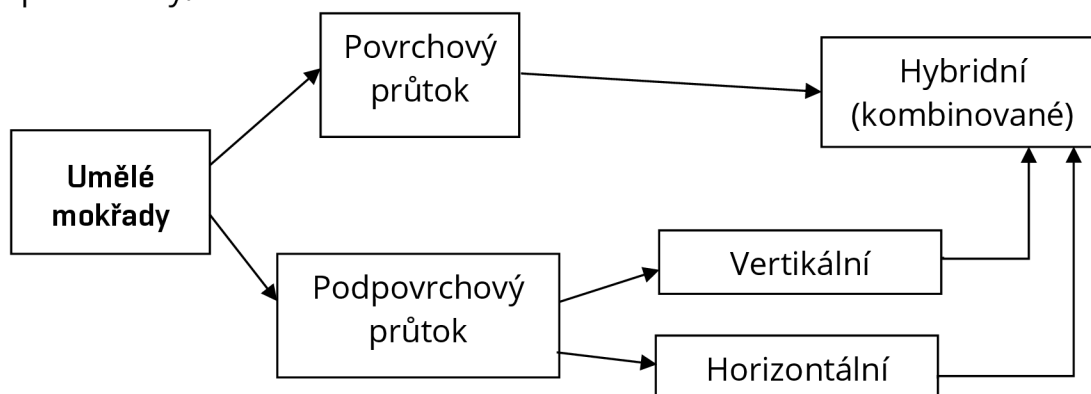 Povrchový
průtok
Hybridní
(kombinované)
Umělé
mokřady
Vertikální
Podpovrchový
průtok
Horizontální